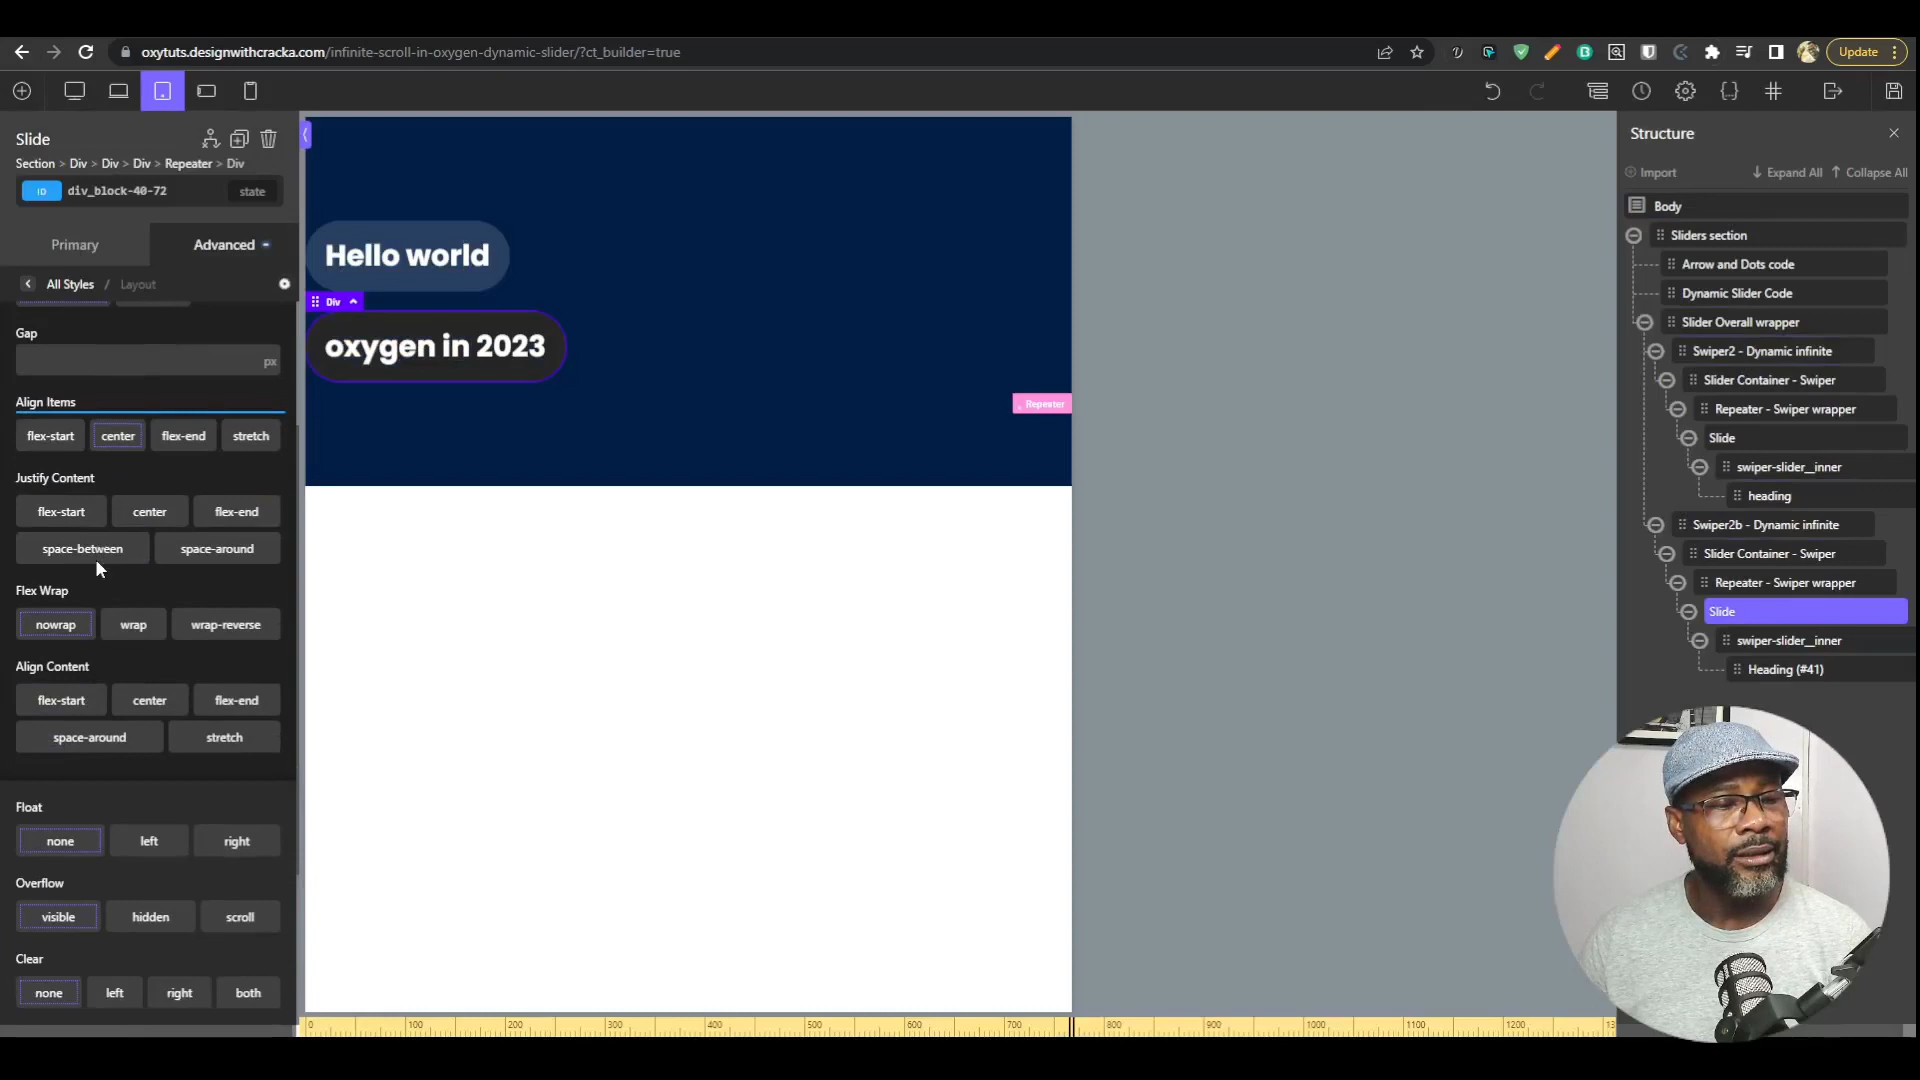 oxytuts.designwithcracka.com/infinite-scroll-in-oxygen-dynamic-slider/?ct_builder=true
Update
Slide
Section > Div > Div > Div > Repeater > Div
ID div_block-40-72 state
Primary Advanced
All Styles / Layout
Gap
px
Align Items
flex-start center flex-end stretch
Justify Content
flex-start center flex-end
space-between space-around
Flex Wrap
nowrap wrap wrap-reverse
Align Content
flex-start center flex-end
space-around stretch
Float
none left right
Overflow
visible hidden scroll
Clear
none left right both
Hello world
Div
oxygen in 2023
Repeater
0 100 200 300 400 500 600 700 800 900 1000 1100 1200
Structure
Import Expand All Collapse All
Body
Sliders section
Arrow and Dots code
Dynamic Slider Code
Slider Overall wrapper
Swiper2 - Dynamic infinite
Slider Container - Swiper
Repeater - Swiper wrapper
Slide
swiper-slider__inner
heading
Swiper2b - Dynamic infinite
Slider Container - Swiper
Repeater - Swiper wrapper
Slide
swiper-slider__inner
Heading (#41)